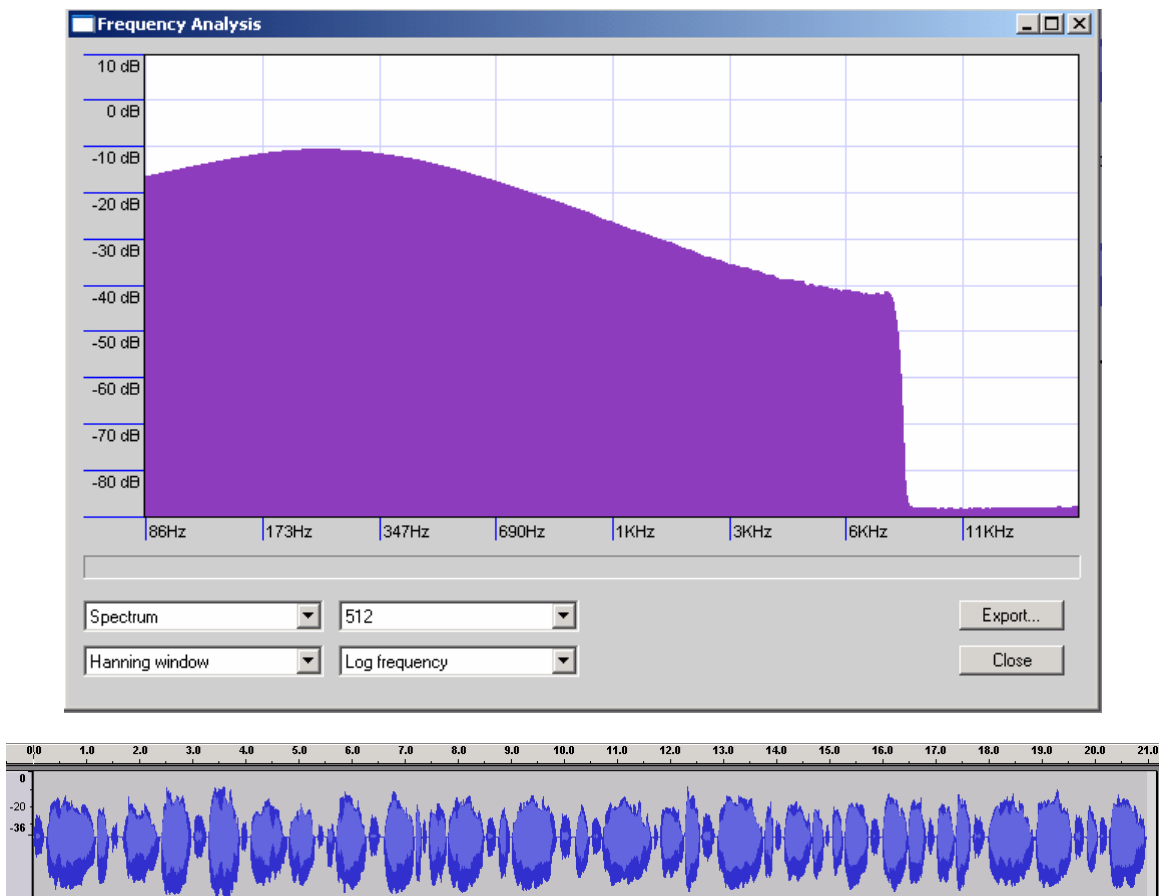 Frequency Analysis
10 dB
0 dB
-10 dB
-20 dB
-30 dB
-40 dB
-50 dB
-60 dB
-70 dB
-80 dB
86Hz 173Hz 347Hz 690Hz 1KHz 3KHz 6KHz 11KHz
Spectrum 512 Export...
Hanning window Log frequency Close
0.0 1.0 2.0 3.0 4.0 5.0 6.0 7.0 8.0 9.0 10.0 11.0 12.0 13.0 14.0 15.0 16.0 17.0 18.0 19.0 20.0 21.0
0
-20
-36